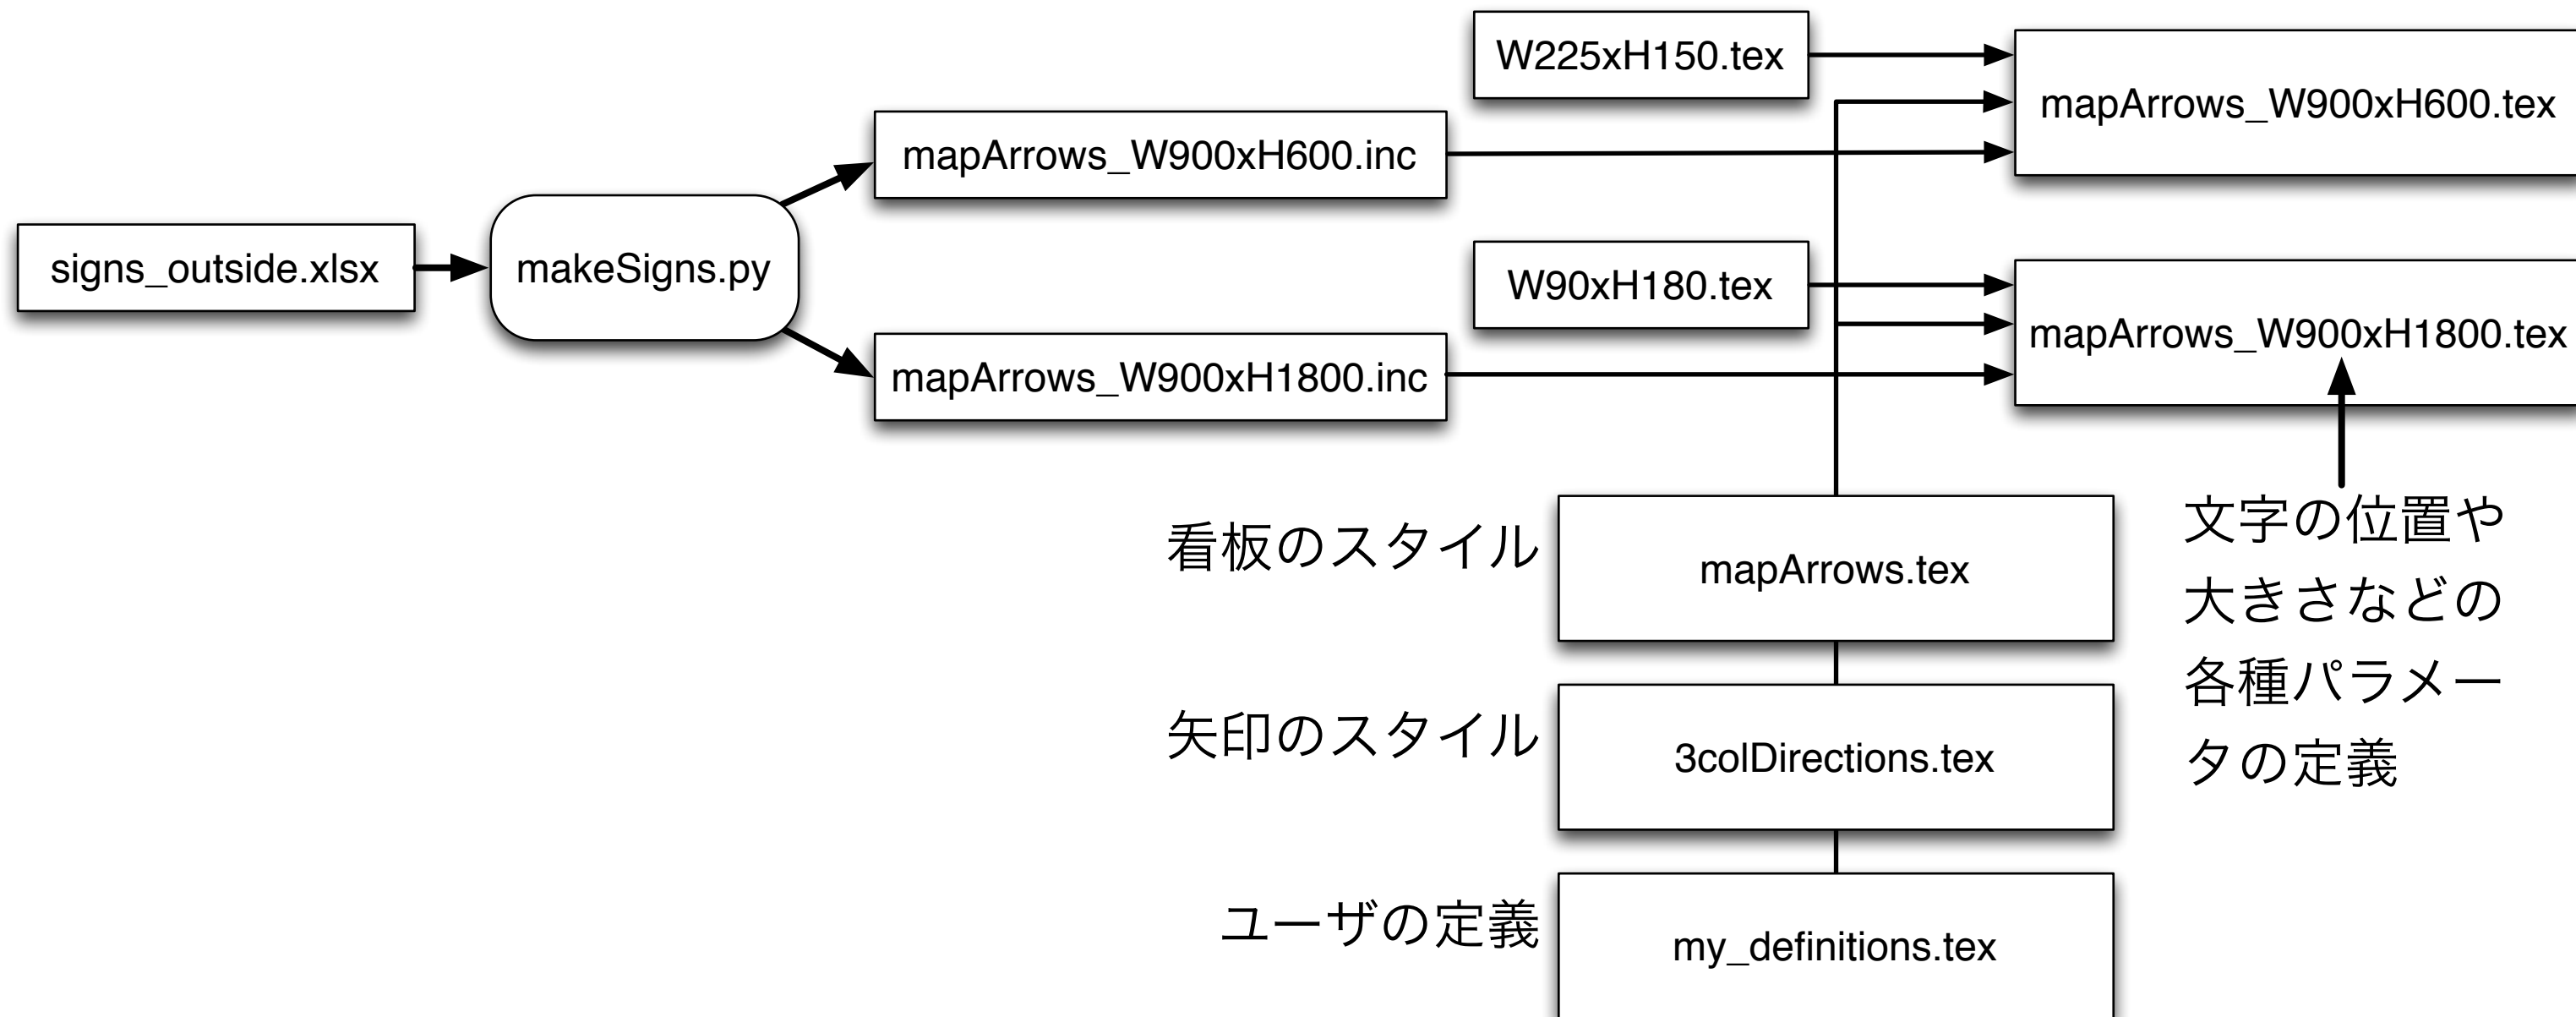 W225xH150.tex
mapArrows_W900xH600.tex
mapArrows_W900xH600.inc
signs_outside.xlsx
makeSigns.py
W90xH180.tex
mapArrows_W900xH1800.tex
mapArrows_W900xH1800.inc
看板のスタイル
mapArrows.tex
文字の位置や
大きさなどの
各種パラメー
タの定義
矢印のスタイル
3colDirections.tex
ユーザの定義
my_definitions.tex